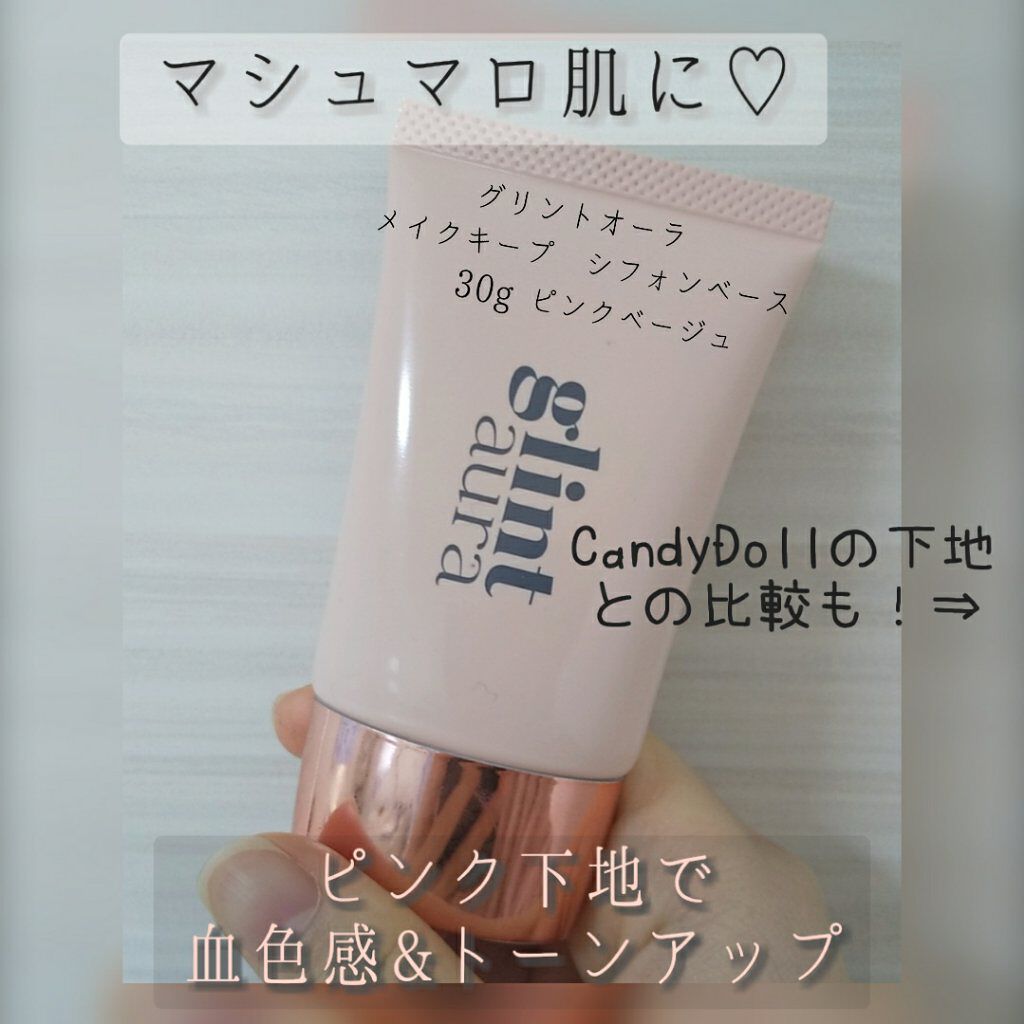 マシュマロ肌に♡
グリントオーラ
メイクキープ シフォンベース
30g ピンクベージュ
glint
aura
CandyDollの下地
との比較も！⇒
ピンク下地で
血色感&トーンアップ